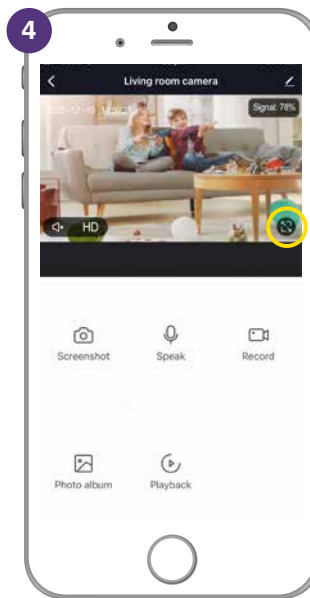 4
Living room camera
Signal: 78%
HD
Screenshot
Speak
Record
Photo album
Playback